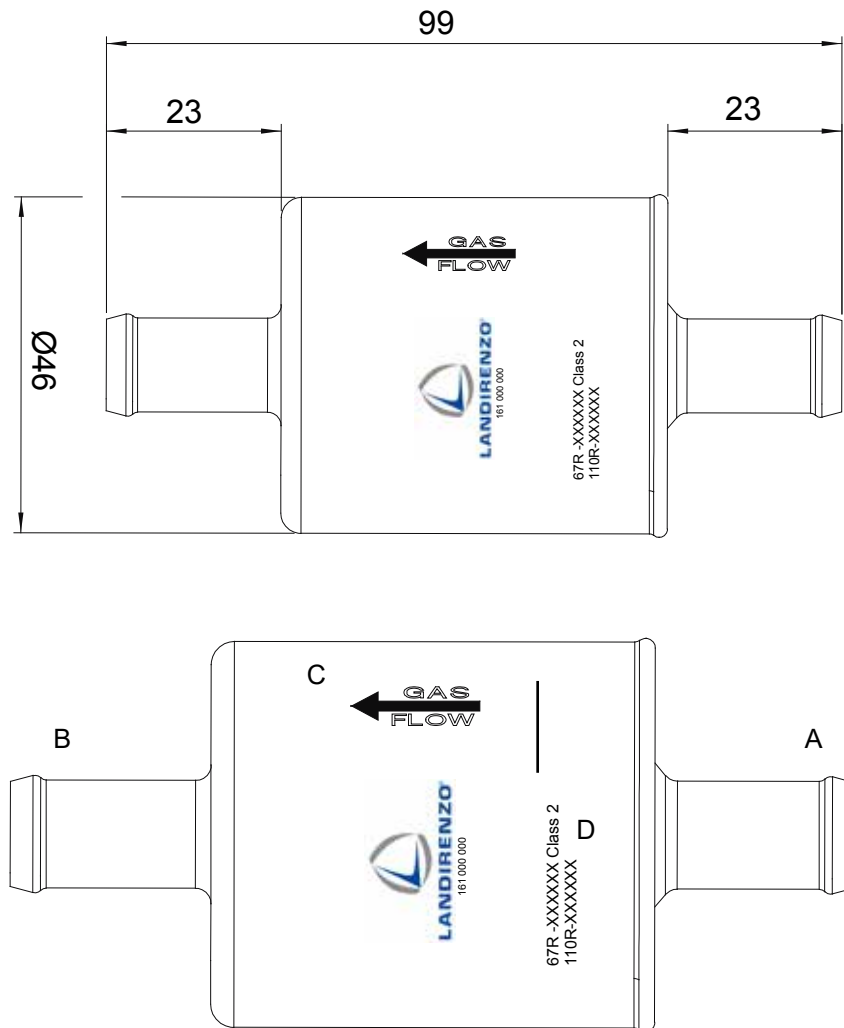 99
23
23
Ø46
GAS
FLOW
LANDIRENZO®
161 000 000
67R -XXXXXX Class 2
110R-XXXXXX
C
GAS
FLOW
B
A
LANDIRENZO®
161 000 000
67R -XXXXXX Class 2
110R-XXXXXX
D